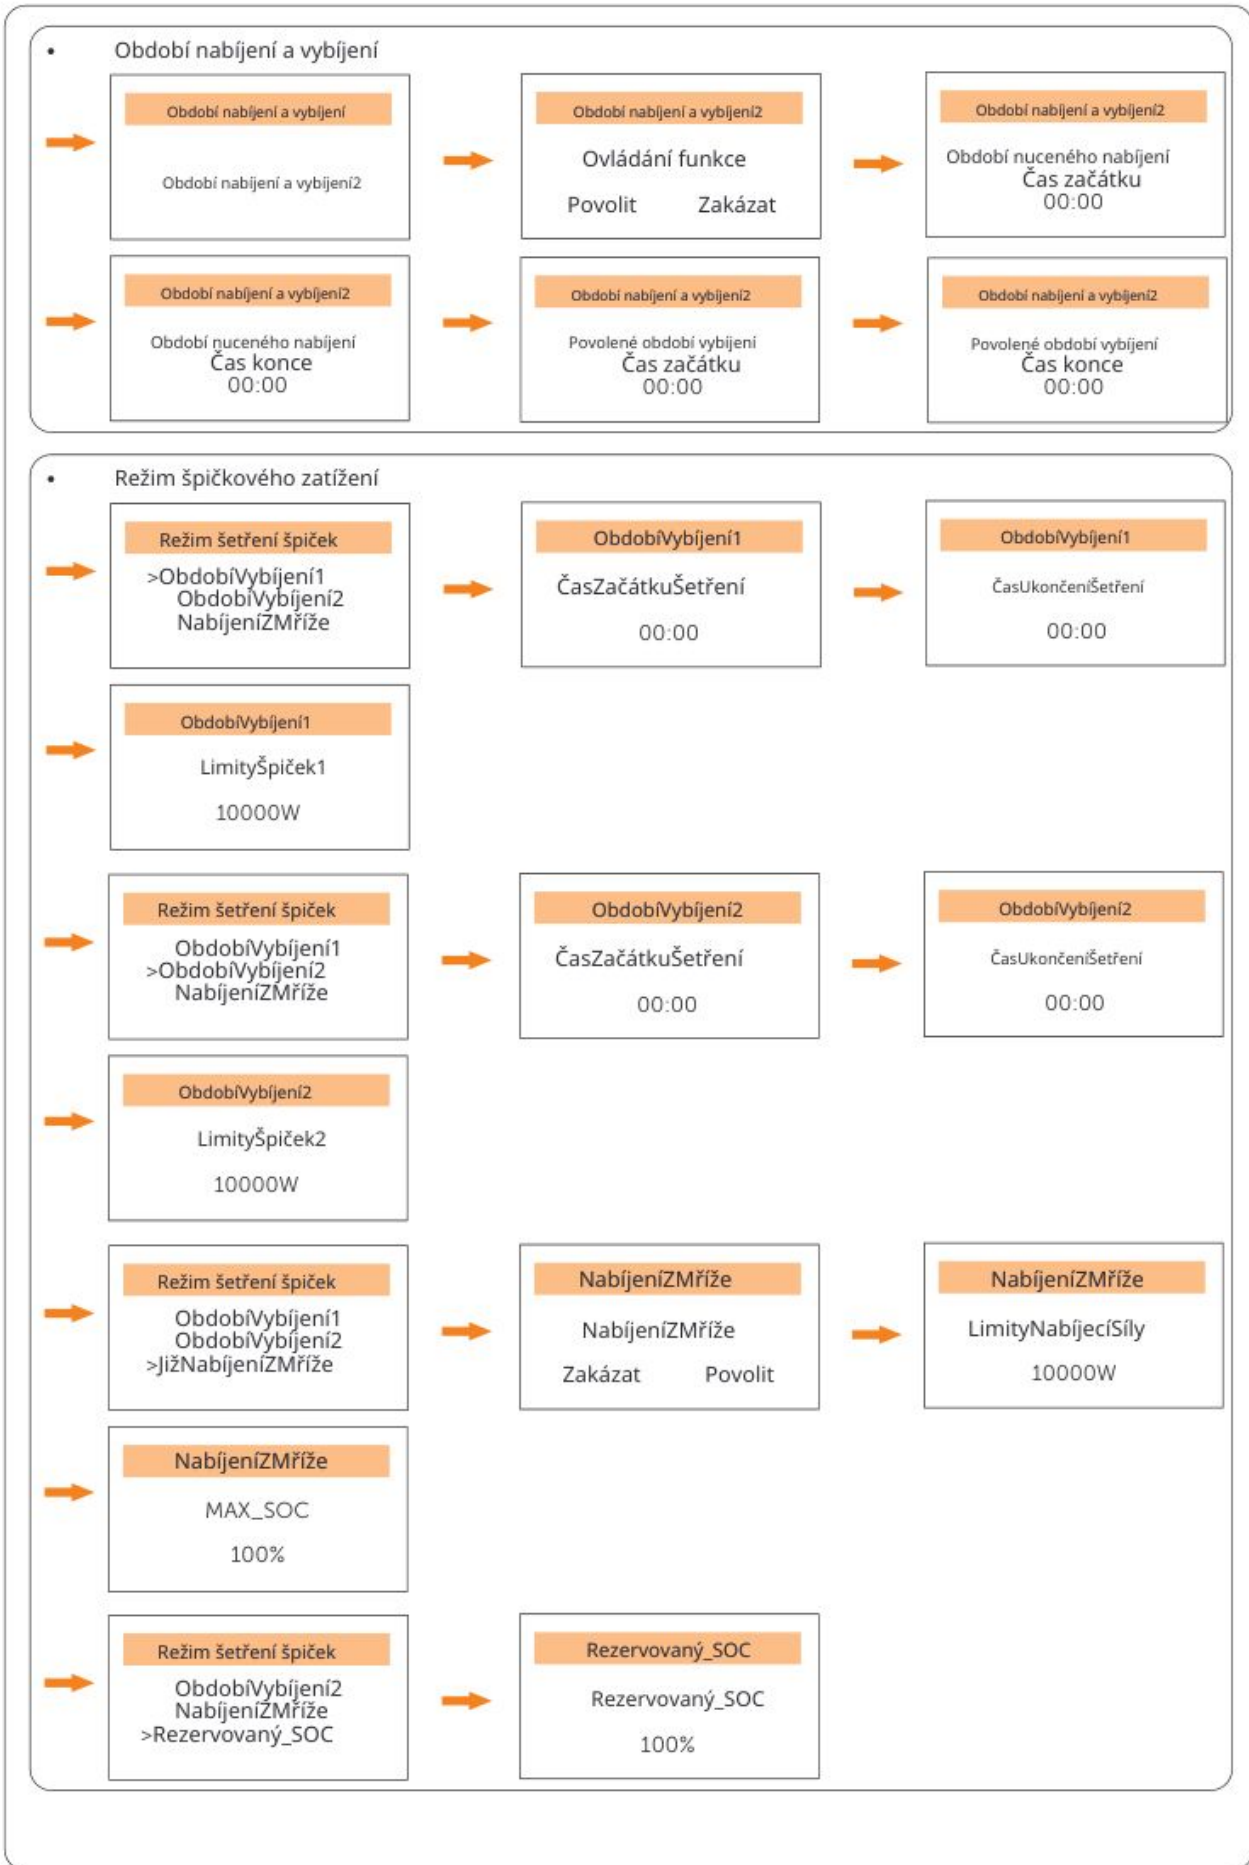 • Období nabíjení a vybíjení
Období nabíjení a vybíjení
Období nabíjení a vybíjení2
Období nabíjení a vybíjení2
Ovládání funkce
Povolit Zakázat
Období nabíjení a vybíjení2
Období nuceného nabíjení
Čas začátku
00:00
Období nabíjení a vybíjení2
Období nuceného nabíjení
Čas konce
00:00
Období nabíjení a vybíjení2
Povolené období vybíjení
Čas začátku
00:00
Období nabíjení a vybíjení2
Povolené období vybíjení
Čas konce
00:00
• Režim špičkového zatížení
Režim šetření špiček
>ObdobíVybíjení1
ObdobíVybíjení2
NabíjeníZMříže
ObdobíVybíjení1
ČasZačátkuŠetření
00:00
ObdobíVybíjení1
ČasUkončeníŠetření
00:00
ObdobíVybíjení1
LimityŠpiček1
10000W
Režim šetření špiček
ObdobíVybíjení1
>ObdobíVybíjení2
NabíjeníZMříže
ObdobíVybíjení2
ČasZačátkuŠetření
00:00
ObdobíVybíjení2
ČasUkončeníŠetření
00:00
ObdobíVybíjení2
LimityŠpiček2
10000W
Režim šetření špiček
ObdobíVybíjení1
ObdobíVybíjení2
>JižNabíjeníZMříže
NabíjeníZMříže
NabíjeníZMříže
Zakázat Povolit
NabíjeníZMříže
LimityNabíjecíSíly
10000W
NabíjeníZMříže
MAX_SOC
100%
Režim šetření špiček
ObdobíVybíjení2
NabíjeníZMříže
>Rezervovaný_SOC
Rezervovaný_SOC
Rezervovaný_SOC
100%